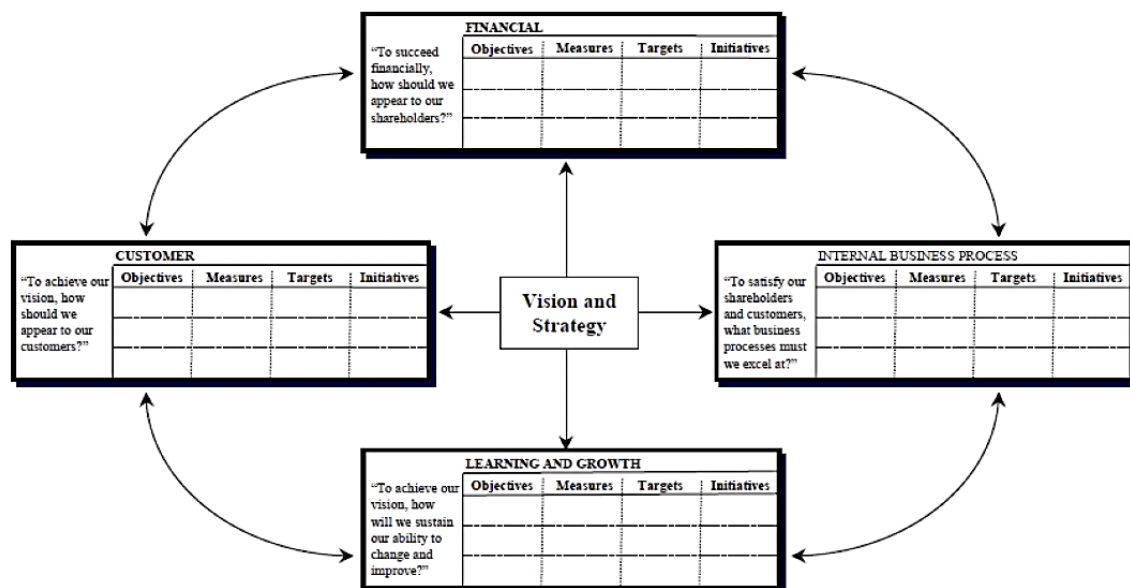 FINANCIAL
Objectives Measures Targets Initiatives
“To succeed
financially,
how should we
appear to our
shareholders?”
CUSTOMER
Objectives Measures Targets Initiatives
“To achieve our
vision, how
should we
appear to our
customers?”
Vision and
Strategy
INTERNAL BUSINESS PROCESS
Objectives Measures Targets Initiatives
“To satisfy our
shareholders
and customers,
what business
processes must
we excel at?”
LEARNING AND GROWTH
Objectives Measures Targets Initiatives
“To achieve our
vision, how
will we sustain
our ability to
change and
improve?”